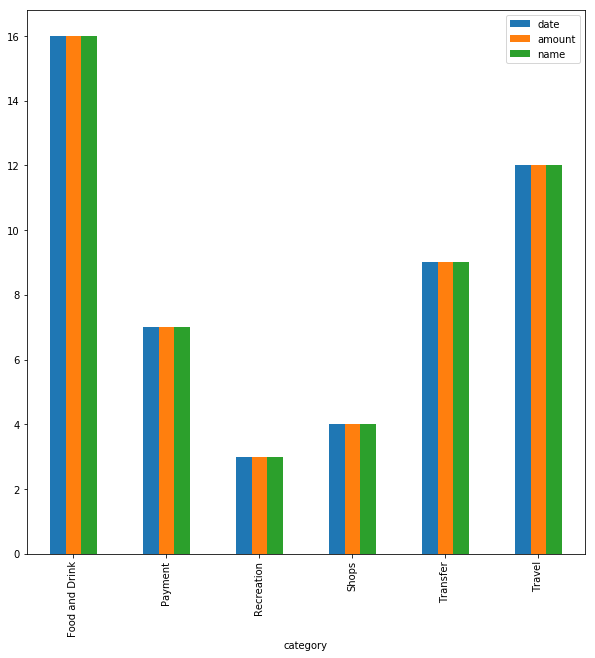 date
amount
name
16
14
12
10
8
6
4
2
0
Food and Drink
Payment
Recreation
Shops
Transfer
Travel
category